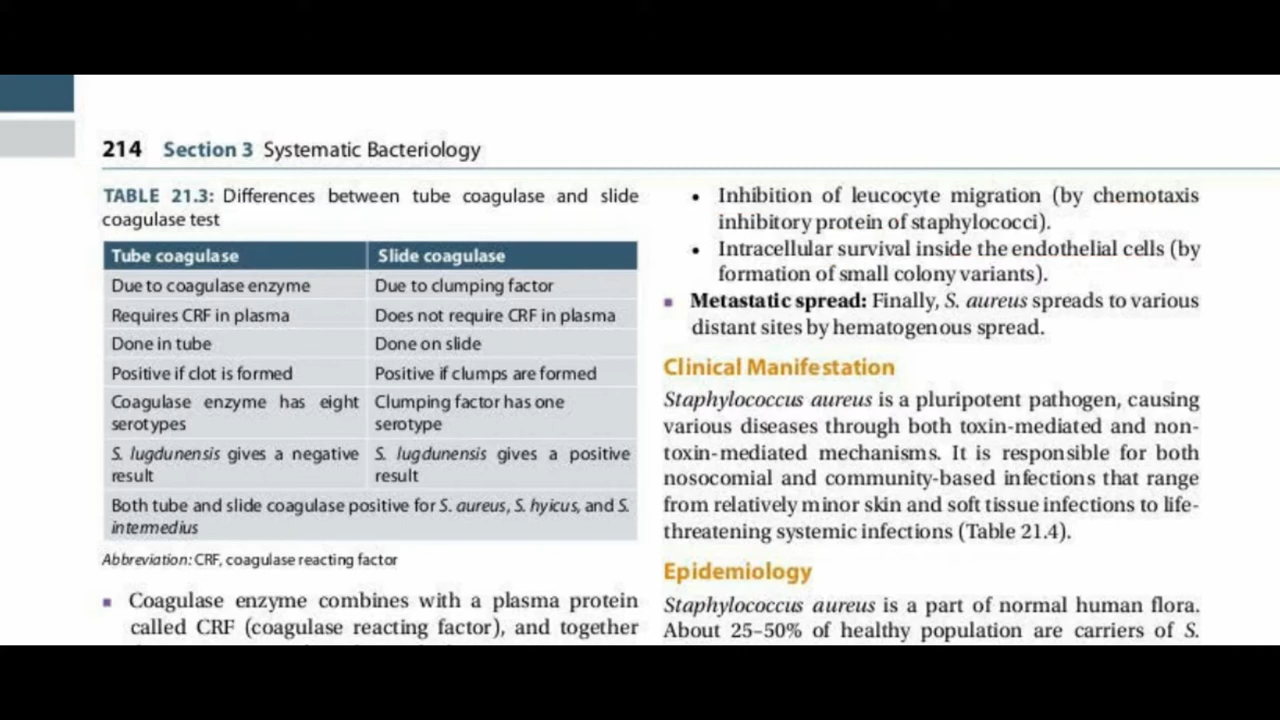 214 Section 3 Systematic Bacteriology
TABLE 21.3: Differences between tube coagulase and slide
coagulase test
Tube coagulase Slide coagulase
Due to coagulase enzyme Due to clumping factor
Requires CRF in plasma Does not require CRF in plasma
Done in tube Done on slide
Positive if clot is formed Positive if clumps are formed
Coagulase enzyme has eight Clumping factor has one
serotypes serotype
S. lugdunensis gives a negative S. lugdunensis gives a positive
result result
Both tube and slide coagulase positive for S. aureus, S. hyicus, and S.
intermedius
Abbreviation: CRF, coagulase reacting factor
▪ Coagulase enzyme combines with a plasma protein
called CRF (coagulase reacting factor), and together
• Inhibition of leucocyte migration (by chemotaxis
inhibitory protein of staphylococci).
• Intracellular survival inside the endothelial cells (by
formation of small colony variants).
▪ Metastatic spread: Finally, S. aureus spreads to various
distant sites by hematogenous spread.
Clinical Manifestation
Staphylococcus aureus is a pluripotent pathogen, causing
various diseases through both toxin-mediated and non-
toxin-mediated mechanisms. It is responsible for both
nosocomial and community-based infections that range
from relatively minor skin and soft tissue infections to life-
threatening systemic infections (Table 21.4).
Epidemiology
Staphylococcus aureus is a part of normal human flora.
About 25–50% of healthy population are carriers of S.